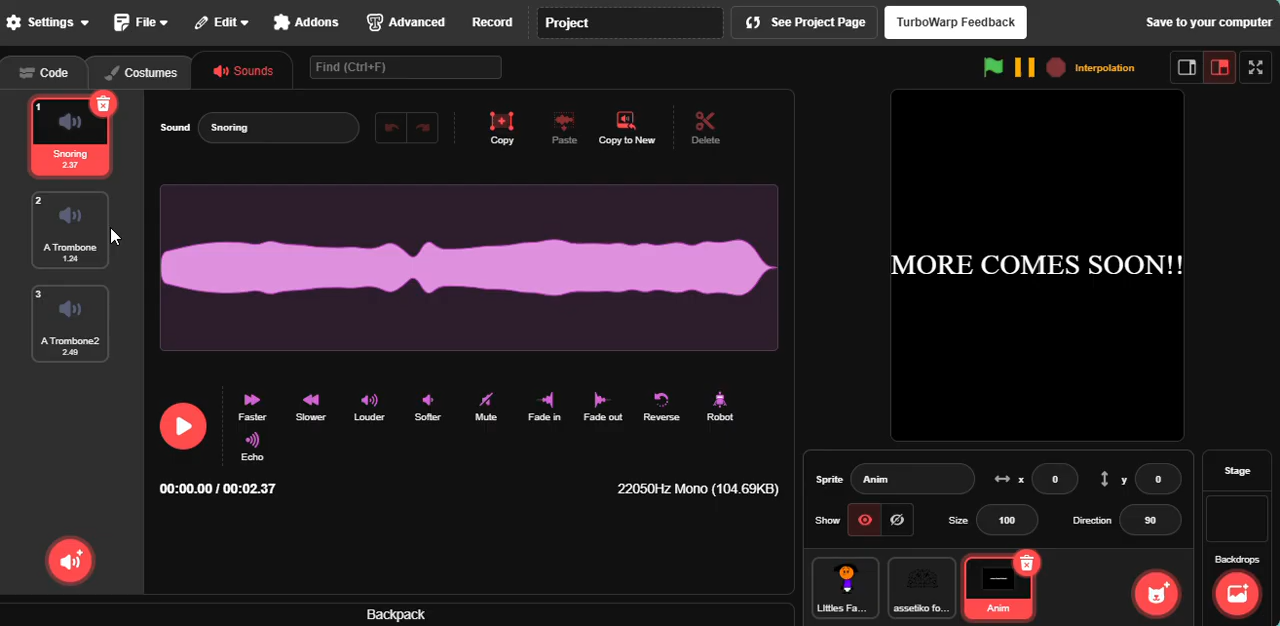 Settings File Edit Addons Advanced Record Project See Project Page TurboWarp Feedback Save to your computer
Code Costumes Sounds Find (Ctrl+F) Interpolation
1
Snoring
2.37
2
A Trombone
1.24
3
A Trombone2
2.49
Sound Snoring Copy Paste Copy to New Delete
MORE COMES SOON!!
Faster Slower Louder Softer Mute Fade in Fade out Reverse Robot
Echo
00:00.00 / 00:02.37 22050Hz Mono (104.69KB)
Sprite Anim x 0 y 0
Show Size 100 Direction 90
LIttles Fa... assetiko fo... Anim
Stage
Backdrops
Backpack